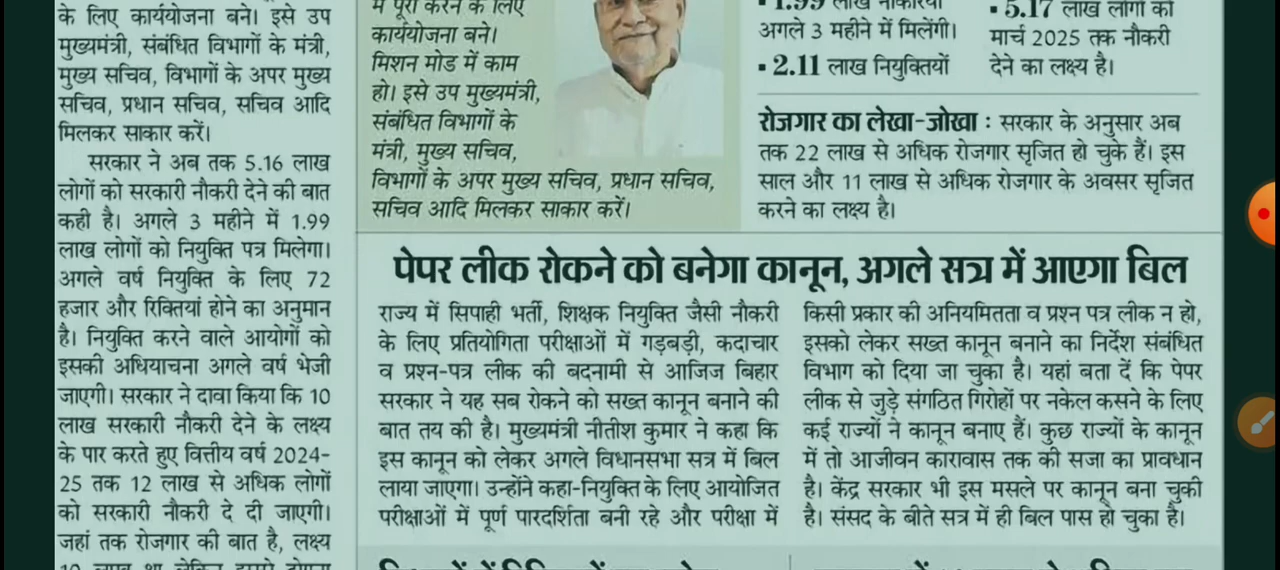 के लिए कार्ययोजना बने। इसे उप
मुख्यमंत्री, संबंधित विभागों के मंत्री,
मुख्य सचिव, विभागों के अपर मुख्य
सचिव, प्रधान सचिव, सचिव आदि
मिलकर साकार करें।
सरकार ने अब तक 5.16 लाख
लोगों को सरकारी नौकरी देने की बात
कही है। अगले 3 महीने में 1.99
लाख लोगों को नियुक्ति पत्र मिलेगा।
अगले वर्ष नियुक्ति के लिए 72
हजार और रिक्तियां होने का अनुमान
है। नियुक्ति करने वाले आयोगों को
इसकी अधियाचना अगले वर्ष भेजी
जाएगी। सरकार ने दावा किया कि 10
लाख सरकारी नौकरी देने के लक्ष्य
के पार करते हुए वित्तीय वर्ष 2024-
25 तक 12 लाख से अधिक लोगों
को सरकारी नौकरी दे दी जाएगी।
जहां तक रोजगार की बात है, लक्ष्य
में पूरा करने के लिए
कार्ययोजना बने।
मिशन मोड में काम
हो। इसे उप मुख्यमंत्री,
संबंधित विभागों के
मंत्री, मुख्य सचिव,
विभागों के अपर मुख्य सचिव, प्रधान सचिव,
सचिव आदि मिलकर साकार करें।
▪ 1.99 लाख नौकरियां
अगले 3 महीने में मिलेंगी।
▪ 2.11 लाख नियुक्तियों
▪ 5.17 लाख लोगों को
मार्च 2025 तक नौकरी
देने का लक्ष्य है।
रोजगार का लेखा-जोखा : सरकार के अनुसार अब
तक 22 लाख से अधिक रोजगार सृजित हो चुके हैं। इस
साल और 11 लाख से अधिक रोजगार के अवसर सृजित
करने का लक्ष्य है।
पेपर लीक रोकने को बनेगा कानून, अगले सत्र में आएगा बिल
राज्य में सिपाही भर्ती, शिक्षक नियुक्ति जैसी नौकरी
के लिए प्रतियोगिता परीक्षाओं में गड़बड़ी, कदाचार
व प्रश्न-पत्र लीक की बदनामी से आजिज बिहार
सरकार ने यह सब रोकने को सख्त कानून बनाने की
बात तय की है। मुख्यमंत्री नीतीश कुमार ने कहा कि
इस कानून को लेकर अगले विधानसभा सत्र में बिल
लाया जाएगा। उन्होंने कहा-नियुक्ति के लिए आयोजित
परीक्षाओं में पूर्ण पारदर्शिता बनी रहे और परीक्षा में
किसी प्रकार की अनियमितता व प्रश्न पत्र लीक न हो,
इसको लेकर सख्त कानून बनाने का निर्देश संबंधित
विभाग को दिया जा चुका है। यहां बता दें कि पेपर
लीक से जुड़े संगठित गिरोहों पर नकेल कसने के लिए
कई राज्यों ने कानून बनाए हैं। कुछ राज्यों के कानून
में तो आजीवन कारावास तक की सजा का प्रावधान
है। केंद्र सरकार भी इस मसले पर कानून बना चुकी
है। संसद के बीते सत्र में ही बिल पास हो चुका है।